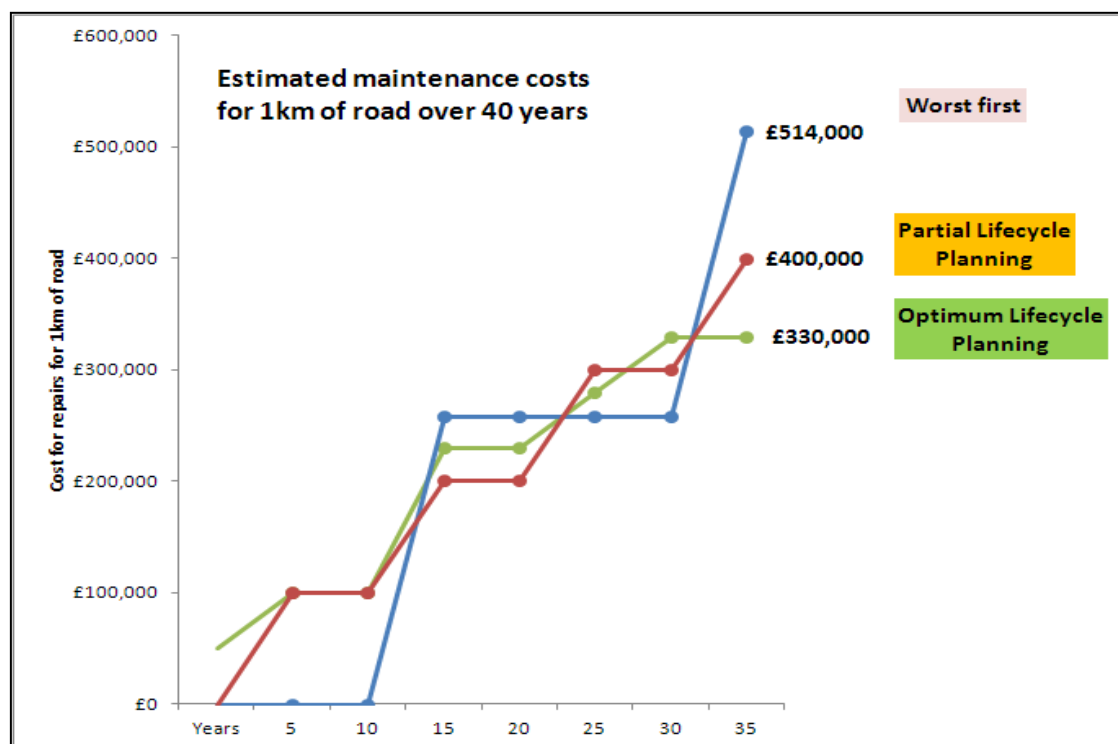 £600,000
£500,000
£400,000
£300,000
£200,000
£100,000
£0
Cost for repairs for 1km of road
Estimated maintenance costs
for 1km of road over 40 years
Worst first
£514,000
Partial Lifecycle
Planning
£400,000
Optimum Lifecycle
Planning
£330,000
Years 5 10 15 20 25 30 35